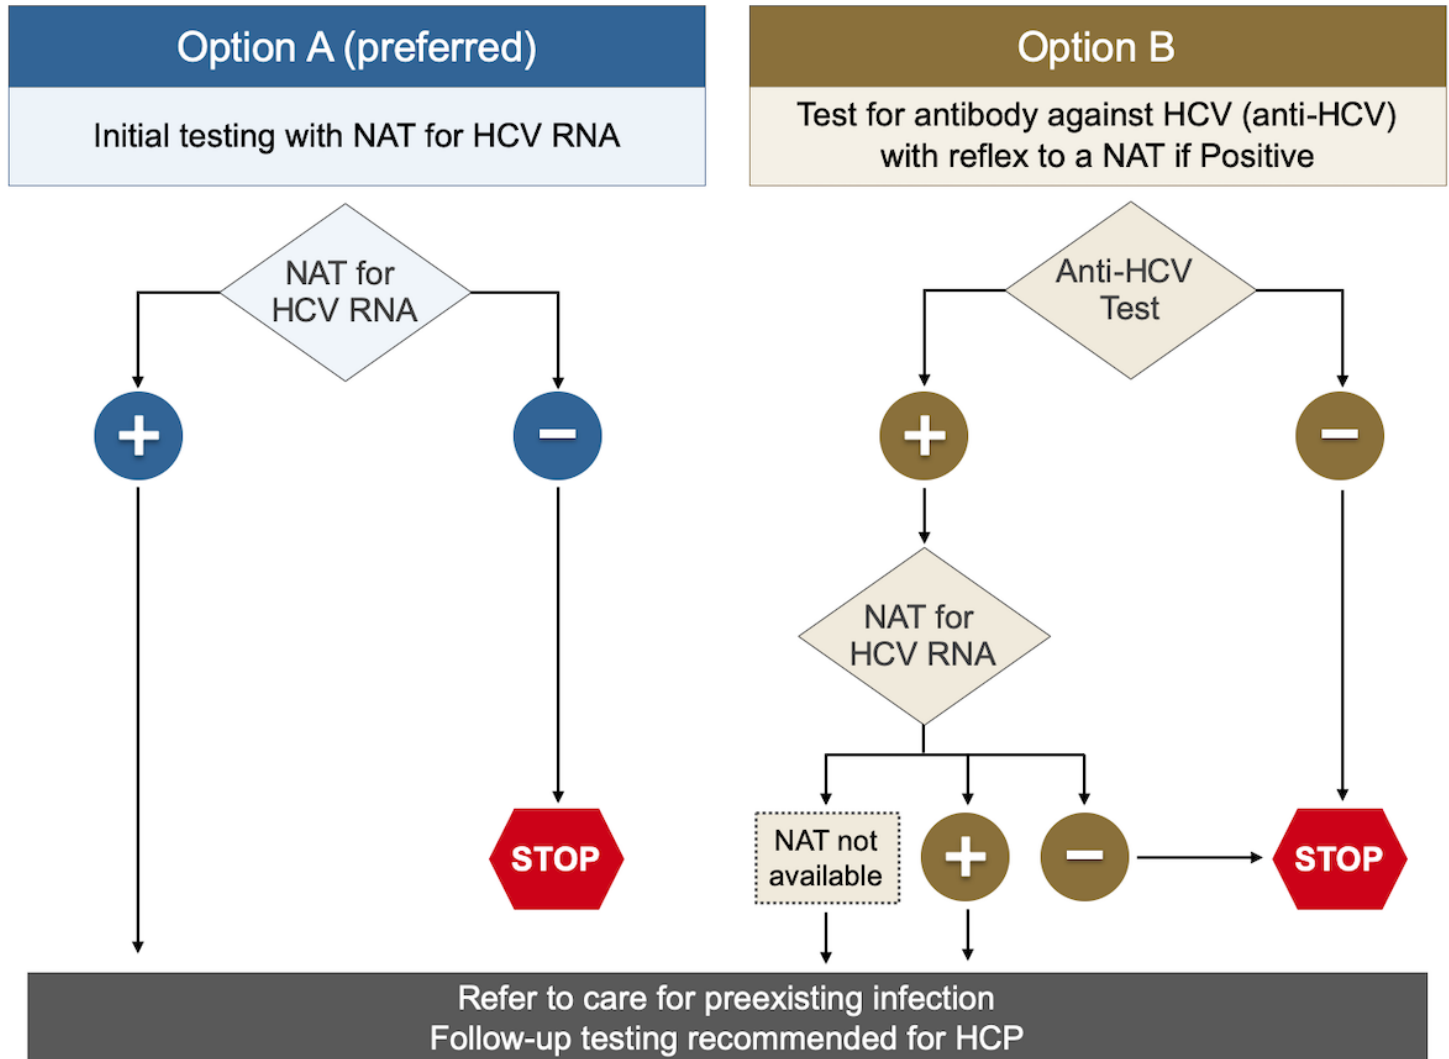 Option A (preferred)
Initial testing with NAT for HCV RNA
NAT for
HCV RNA
+
−
STOP
Option B
Test for antibody against HCV (anti-HCV)
with reflex to a NAT if Positive
Anti-HCV
Test
+
−
NAT for
HCV RNA
NAT not
available
+
−
STOP
Refer to care for preexisting infection
Follow-up testing recommended for HCP